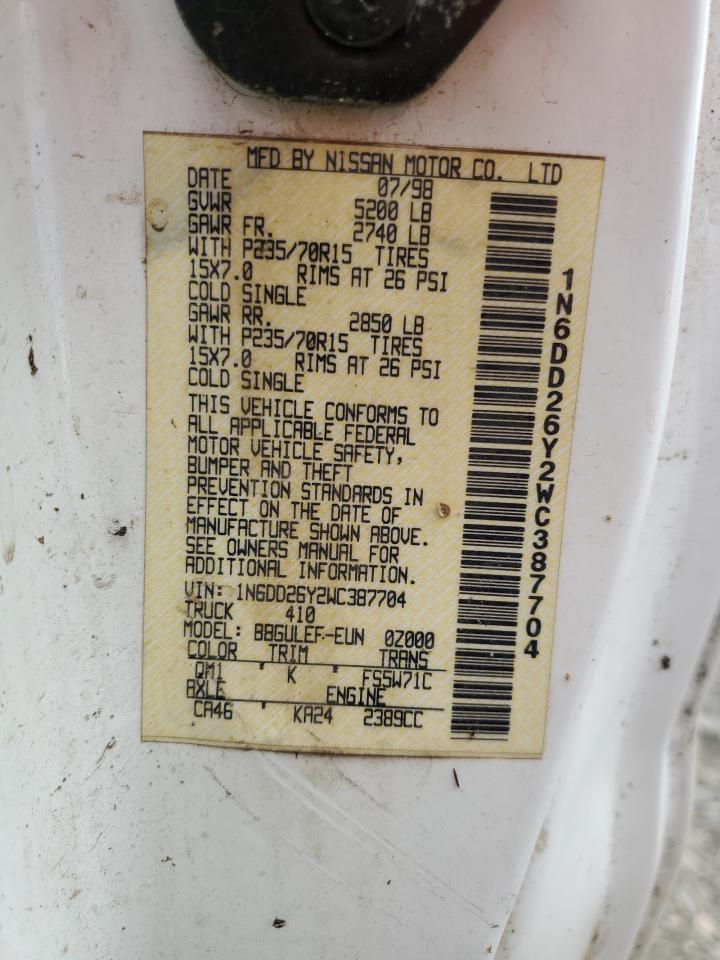 MFD BY NISSAN MOTOR CO. LTD
DATE 07/98
GVWR 5200 LB
GAWR FR. 2740 LB
WITH P235/70R15 TIRES
15X7.0 RIMS AT 26 PSI
COLD SINGLE
GAWR RR. 2850 LB
WITH P235/70R15 TIRES
15X7.0 RIMS AT 26 PSI
COLD SINGLE
THIS VEHICLE CONFORMS TO
ALL APPLICABLE FEDERAL
MOTOR VEHICLE SAFETY,
BUMPER AND THEFT
PREVENTION STANDARDS IN
EFFECT ON THE DATE OF
MANUFACTURE SHOWN ABOVE.
SEE OWNERS MANUAL FOR
ADDITIONAL INFORMATION.
VIN: 1N6DD26Y2WC387704
TRUCK 410
MODEL: BBGULEF-EUN 0Z000
COLOR TRIM TRANS
QM1 K FS5W71C
AXLE ENGINE
CA46 KA24 2389CC
1N6DD26Y2WC387704